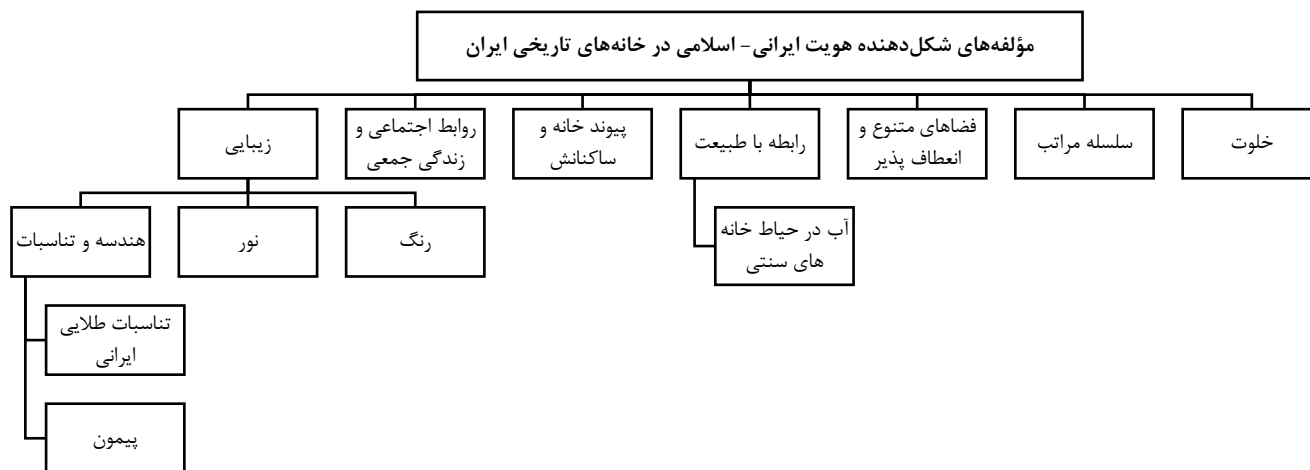 مؤلفه‌های شکل‌دهنده هویت ایرانی- اسلامی در خانه‌های تاریخی ایران
خلوت
سلسله مراتب
فضاهای متنوع و
انعطاف پذیر
رابطه با طبیعت
پیوند خانه و
ساکنانش
روابط اجتماعی و
زندگی جمعی
زیبایی
آب در حیاط خانه
های سنتی
رنگ
نور
هندسه و تناسبات
تناسبات طلایی
ایرانی
پیمون